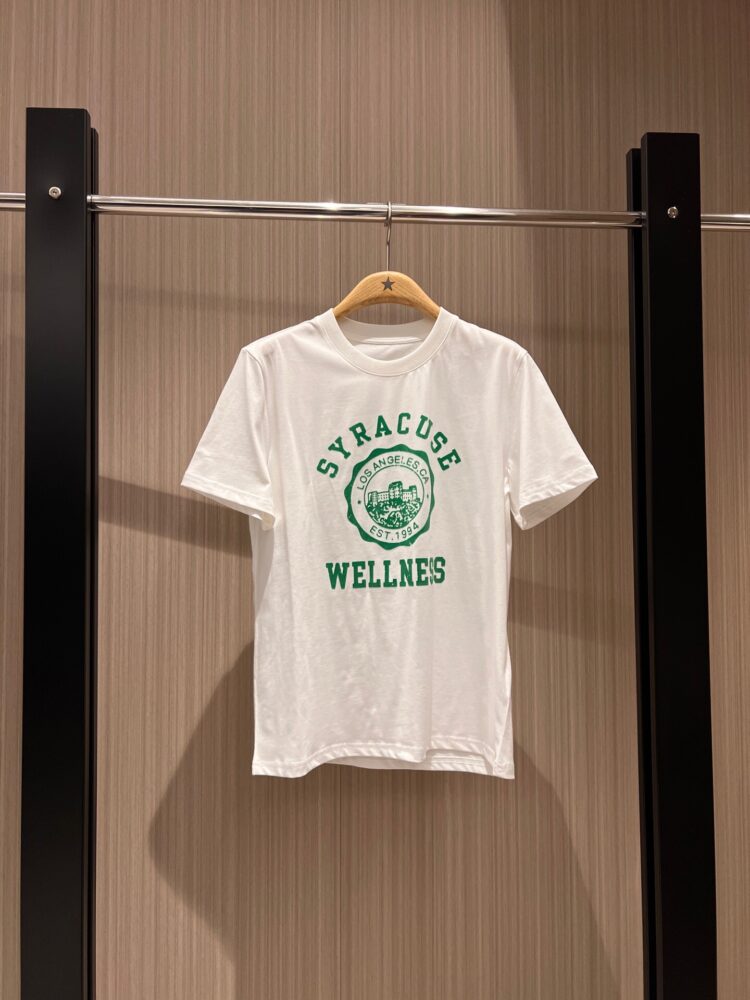 SYRACUSE
LOS ANGELES, CA
EST. 1994
WELLNESS